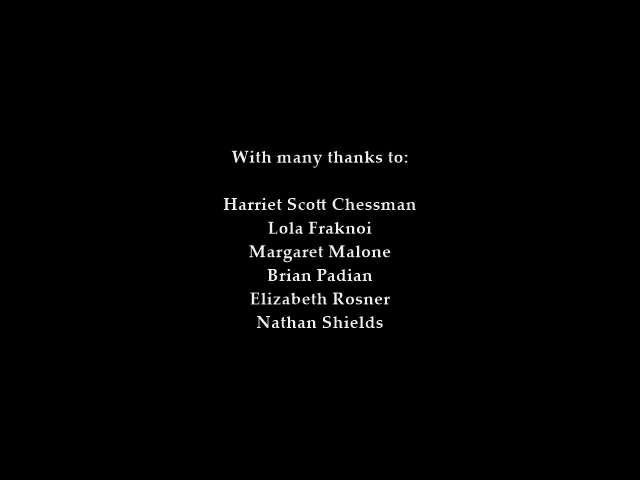 With many thanks to:
Harriet Scott Chessman
Lola Fraknoi
Margaret Malone
Brian Padian
Elizabeth Rosner
Nathan Shields